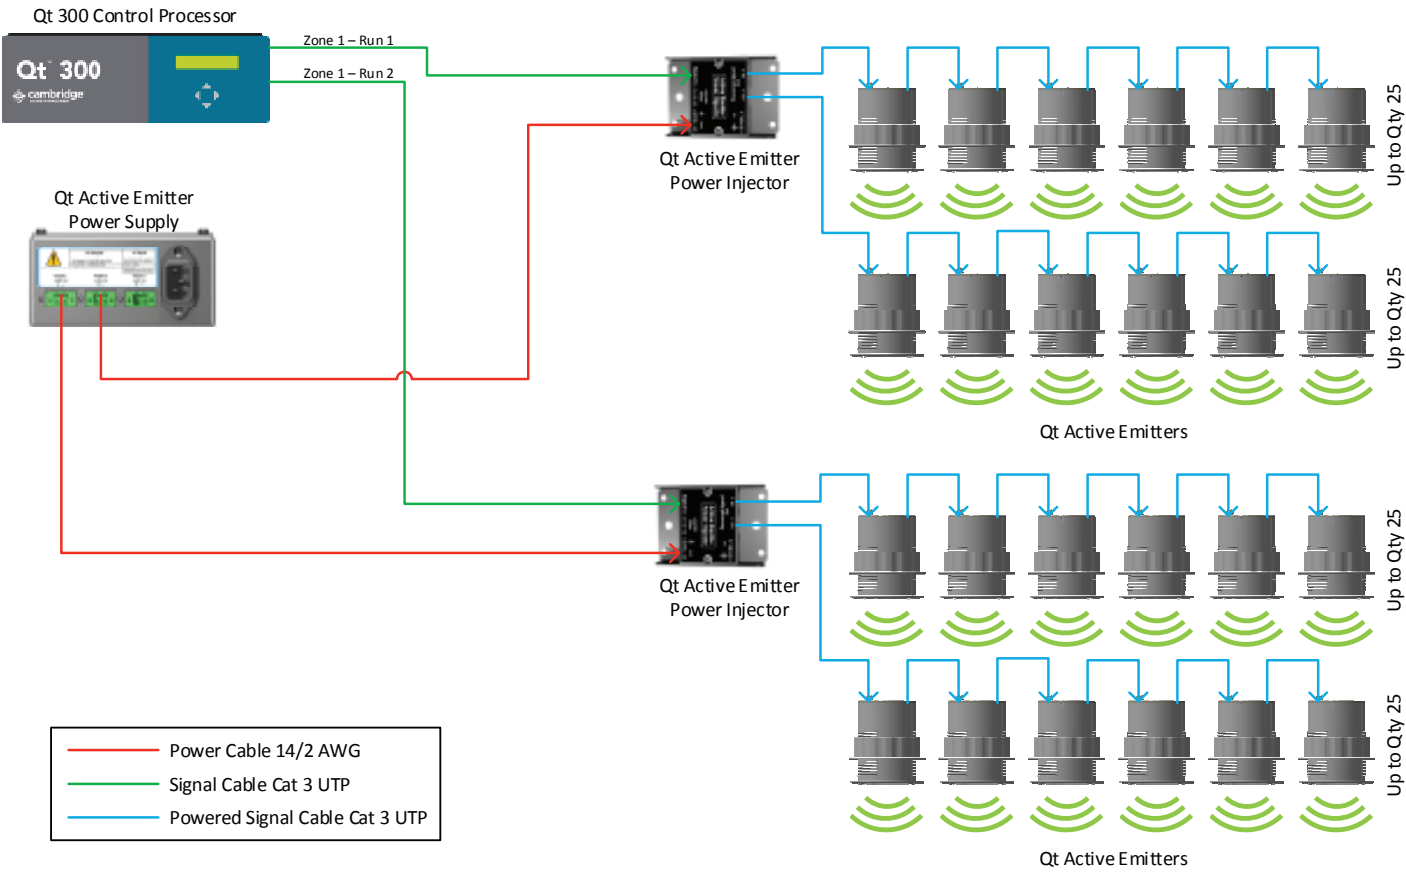 Qt 300 Control Processor
Qt™ 300
cambridge
Zone 1 – Run 1
Zone 1 – Run 2
Qt Active Emitter
Power Supply
Qt Active Emitter
Power Injector
Up to Qty 25
Up to Qty 25
Qt Active Emitters
Qt Active Emitter
Power Injector
Up to Qty 25
Up to Qty 25
Qt Active Emitters
Power Cable 14/2 AWG
Signal Cable Cat 3 UTP
Powered Signal Cable Cat 3 UTP